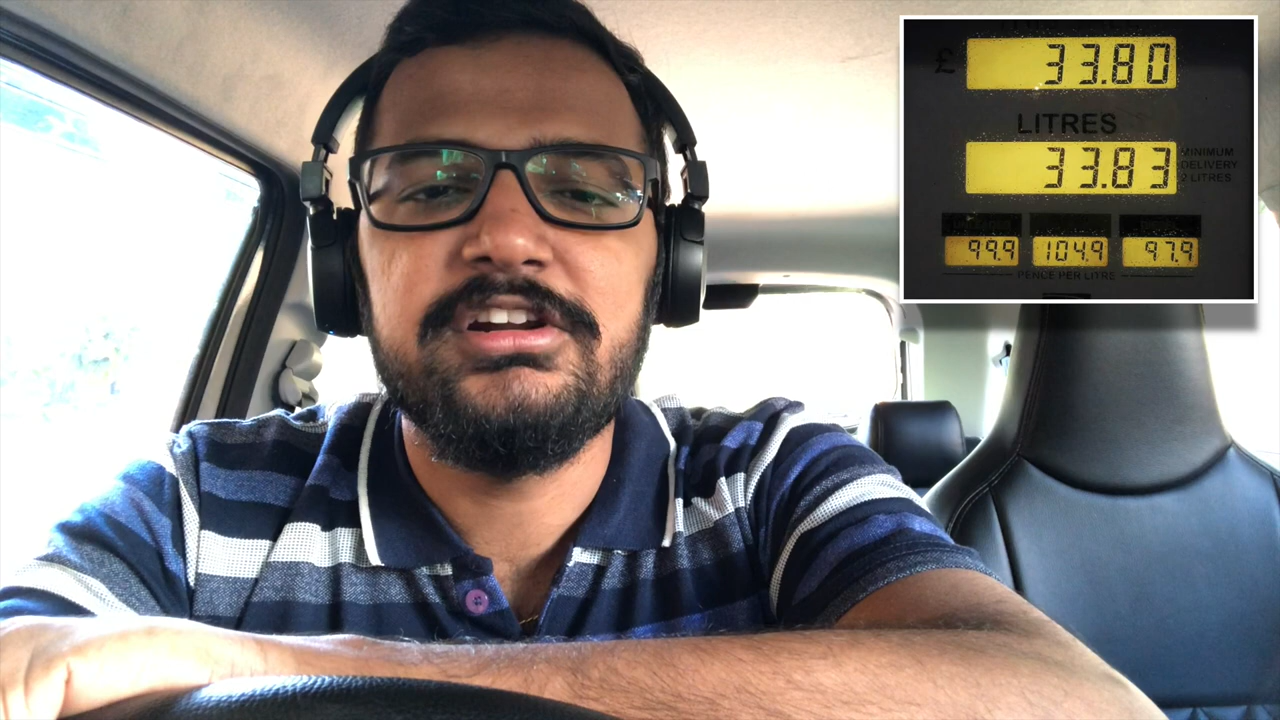 £ 33.80
LITRES
33.83
MINIMUM
DELIVERY
2 LITRES
99.9 104.9 97.9
PENCE PER LITRE